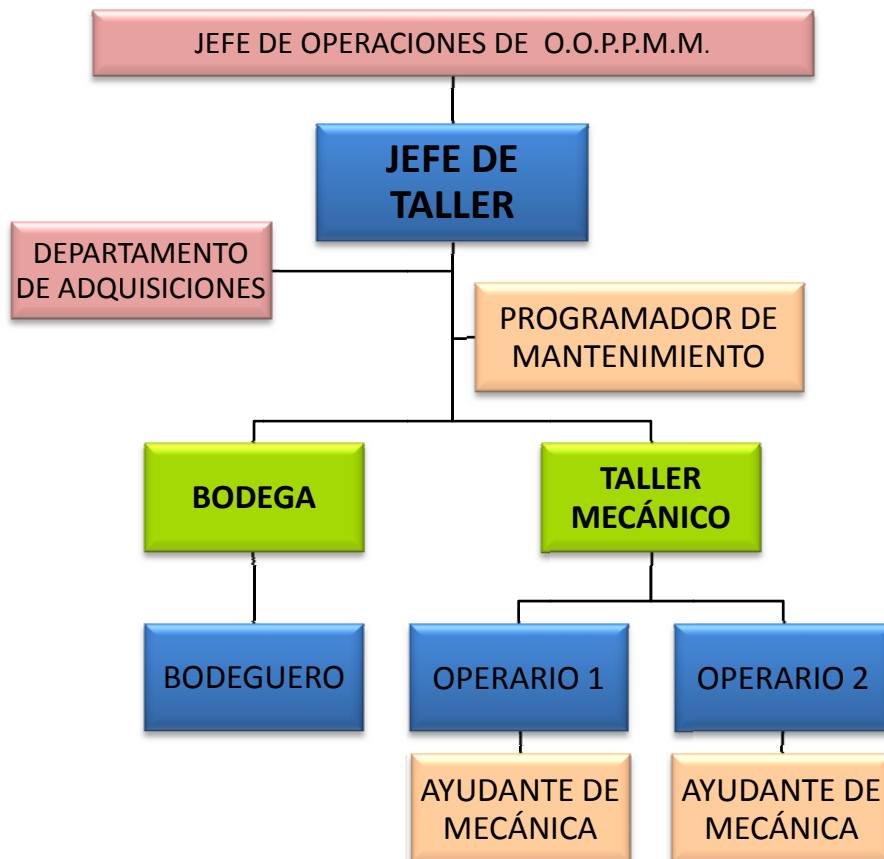 JEFE DE OPERACIONES DE O.O.P.P.M.M.
JEFE DE
TALLER
DEPARTAMENTO
DE ADQUISICIONES
PROGRAMADOR DE
MANTENIMIENTO
BODEGA
TALLER
MECÁNICO
BODEGUERO
OPERARIO 1
OPERARIO 2
AYUDANTE DE
MECÁNICA
AYUDANTE DE
MECÁNICA